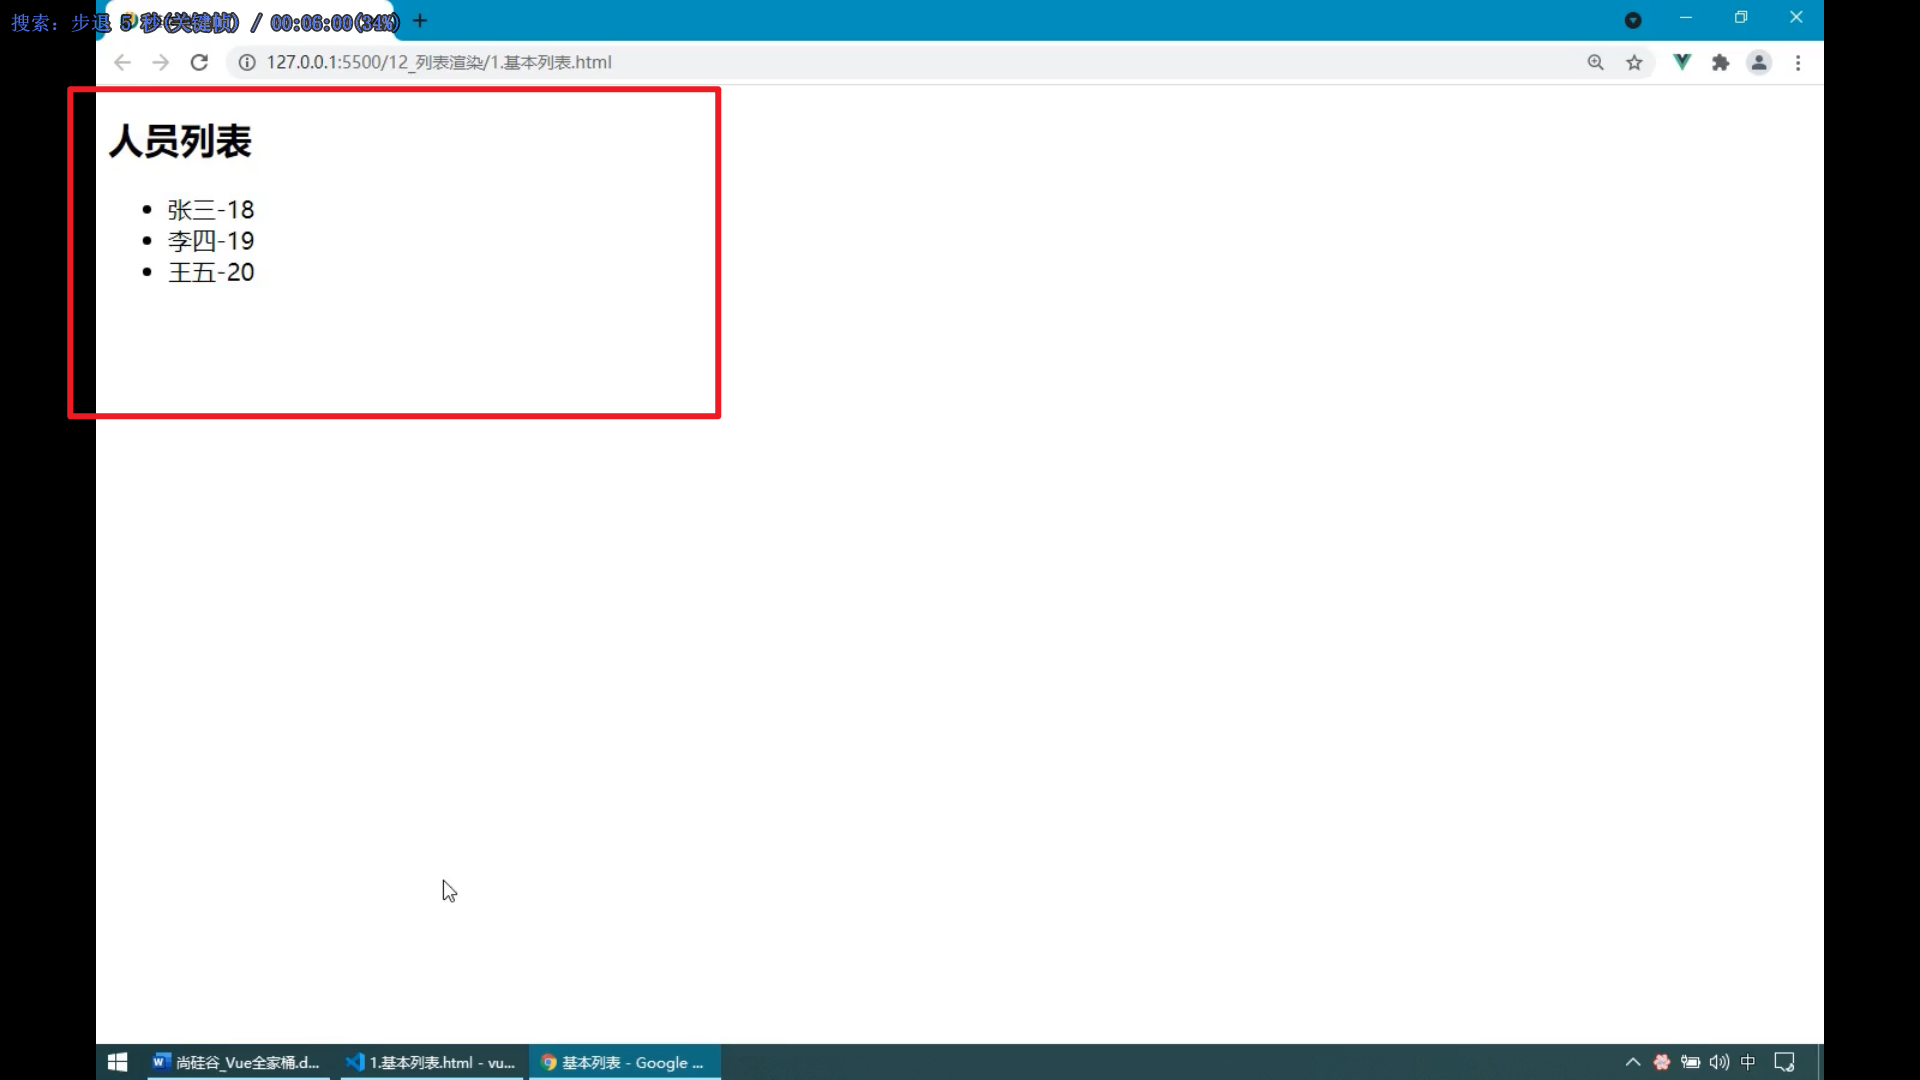 搜索: 步退 5 秒(关键帧) / 00:06:00(34%)
127.0.0.1:5500/12_列表渲染/1.基本列表.html
人员列表
• 张三-18
• 李四-19
• 王五-20
尚硅谷_Vue全家桶.d... 1.基本列表.html - vu... 基本列表 - Google ... 中